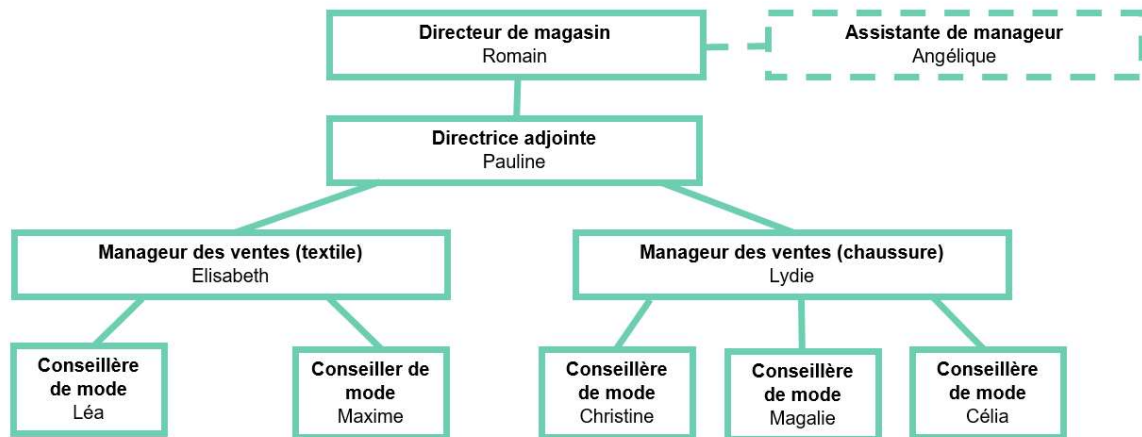 Directeur de magasin
Romain
Assistante de manageur
Angélique
Directrice adjointe
Pauline
Manageur des ventes (textile)
Elisabeth
Manageur des ventes (chaussure)
Lydie
Conseillère
de mode
Léa
Conseiller de
mode
Maxime
Conseillère
de mode
Christine
Conseillère
de mode
Magalie
Conseillère
de mode
Célia